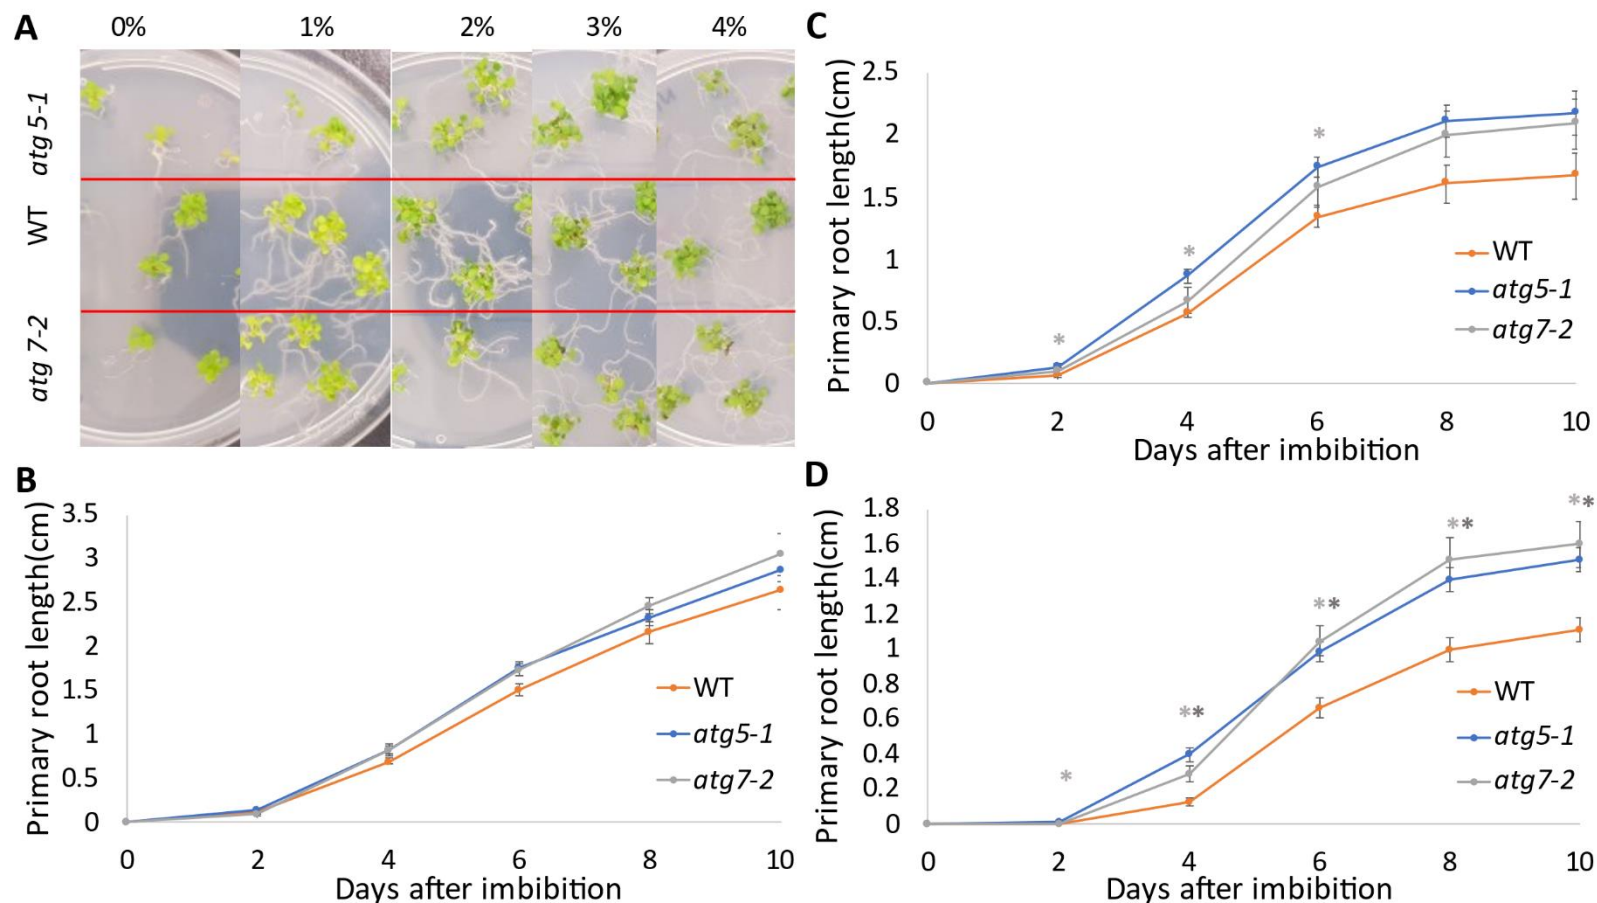 A
0% 1% 2% 3% 4%
atg 5-1
WT
atg 7-2
B
Primary root length(cm)
3.5
3
2.5
2
1.5
1
0.5
0
WT
atg5-1
atg7-2
0 2 4 6 8 10
Days after imbibition
C
Primary root length(cm)
2.5
2
1.5
1
0.5
0
*
*
*
WT
atg5-1
atg7-2
0 2 4 6 8 10
Days after imbibition
D
Primary root length(cm)
1.8
1.6
1.4
1.2
1
0.8
0.6
0.4
0.2
0
**
**
**
**
*
WT
atg5-1
atg7-2
0 2 4 6 8 10
Days after imbibition